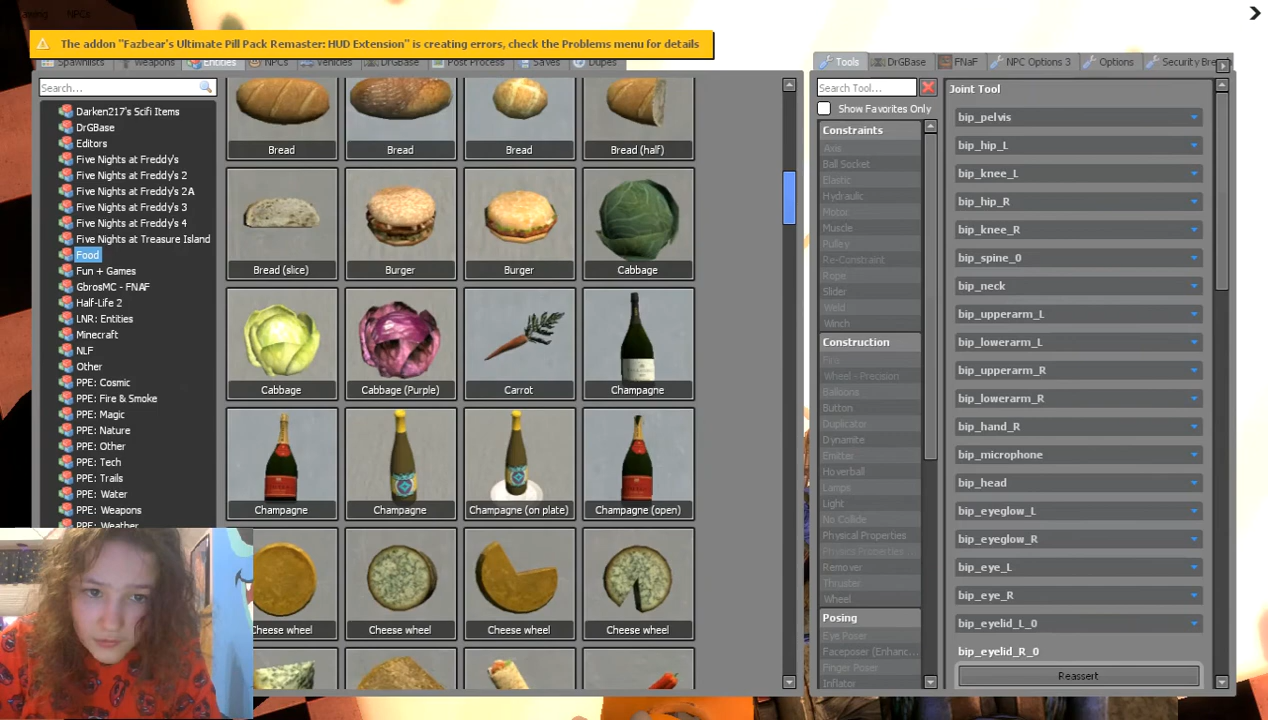 NPCs
The addon "Fazbear's Ultimate Pill Pack Remaster: HUD Extension" is creating errors, check the Problems menu for details
Spawnlists
Weapons
Entities
NPCs
Vehicles
DrGBase
Post Process
Saves
Dupes
Search...
Darken217's Scifi Items
DrGBase
Editors
Five Nights at Freddy's
Five Nights at Freddy's 2
Five Nights at Freddy's 2A
Five Nights at Freddy's 3
Five Nights at Freddy's 4
Five Nights at Treasure Island
Food
Fun + Games
GbrosMC - FNAF
Half-Life 2
LNR: Entities
Minecraft
NLF
Other
PPE: Cosmic
PPE: Fire & Smoke
PPE: Magic
PPE: Nature
PPE: Other
PPE: Tech
PPE: Trails
PPE: Water
PPE: Weapons
PPE: Weather
Bread
Bread
Bread
Bread (half)
Bread (slice)
Burger
Burger
Cabbage
Cabbage
Cabbage (Purple)
Carrot
Champagne
Champagne
Champagne
Champagne (on plate)
Champagne (open)
Cheese wheel
Cheese wheel
Cheese wheel
Cheese wheel
Tools
DrGBase
FNaF
NPC Options 3
Options
Security Bre
Search Tool...
Show Favorites Only
Constraints
Axis
Ball Socket
Elastic
Hydraulic
Motor
Muscle
Pulley
Re-Constraint
Rope
Slider
Weld
Winch
Construction
Wheel - Precision
Balloons
Button
Duplicator
Dynamite
Emitter
Hoverball
Lamps
Light
No Collide
Physical Properties
Physics Properties
Remover
Thruster
Wheel
Posing
Eye Poser
Faceposer (Enhanc...
Finger Poser
Inflator
Joint Tool
bip_pelvis
bip_hip_L
bip_knee_L
bip_hip_R
bip_knee_R
bip_spine_0
bip_neck
bip_upperarm_L
bip_lowerarm_L
bip_upperarm_R
bip_lowerarm_R
bip_hand_R
bip_microphone
bip_head
bip_eyeglow_L
bip_eyeglow_R
bip_eye_L
bip_eye_R
bip_eyelid_L_0
bip_eyelid_R_0
Reassert